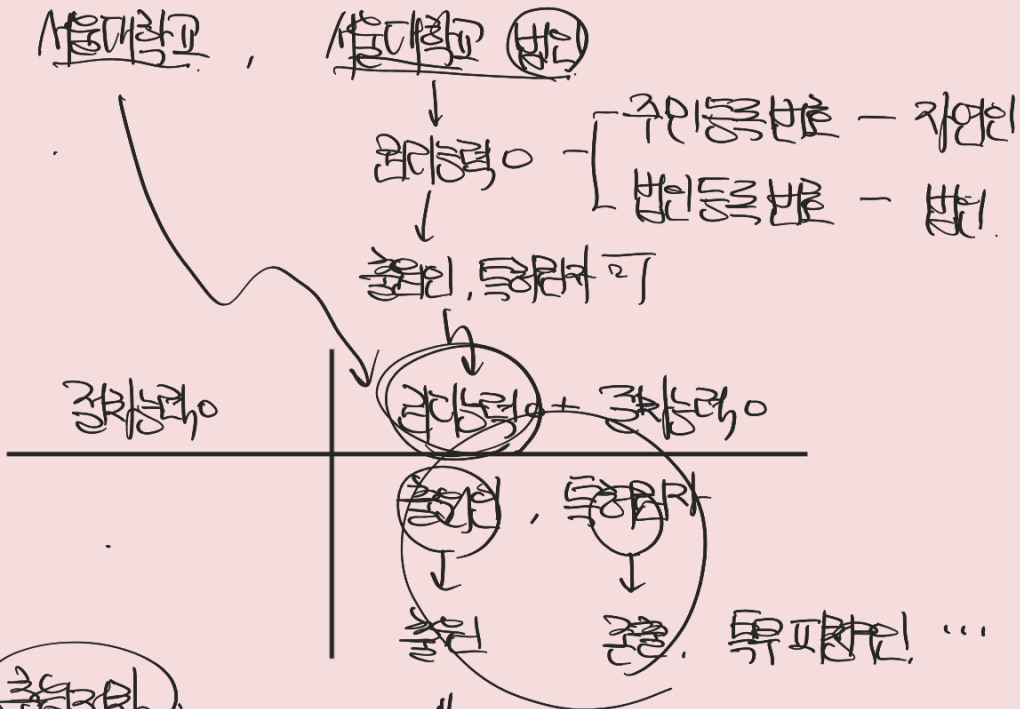 서울대학교, 서울대학교 법인
권리능력 ○ - 주민등록번호 - 자연인
법인등록번호 - 법인
출원인, 특허권자 可
절차능력 ○ 권리능력 ○ + 절차능력 ○
출원인, 특허권자
↓ ↓
출원 존출, 특무 피청구인, ...